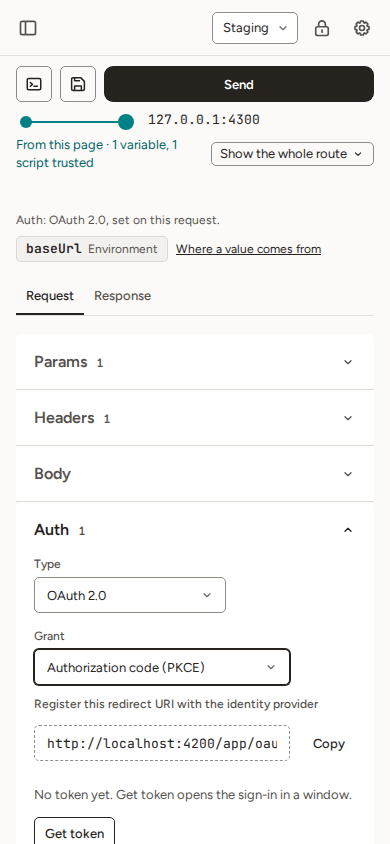 Staging
Send
127.0.0.1:4300
From this page · 1 variable, 1
script trusted
Show the whole route
Auth: OAuth 2.0, set on this request.
baseUrl Environment
Where a value comes from
Request Response
Params 1
Headers 1
Body
Auth 1
Type
OAuth 2.0
Grant
Authorization code (PKCE)
Register this redirect URI with the identity provider
http://localhost:4200/app/oau
Copy
No token yet. Get token opens the sign-in in a window.
Get token